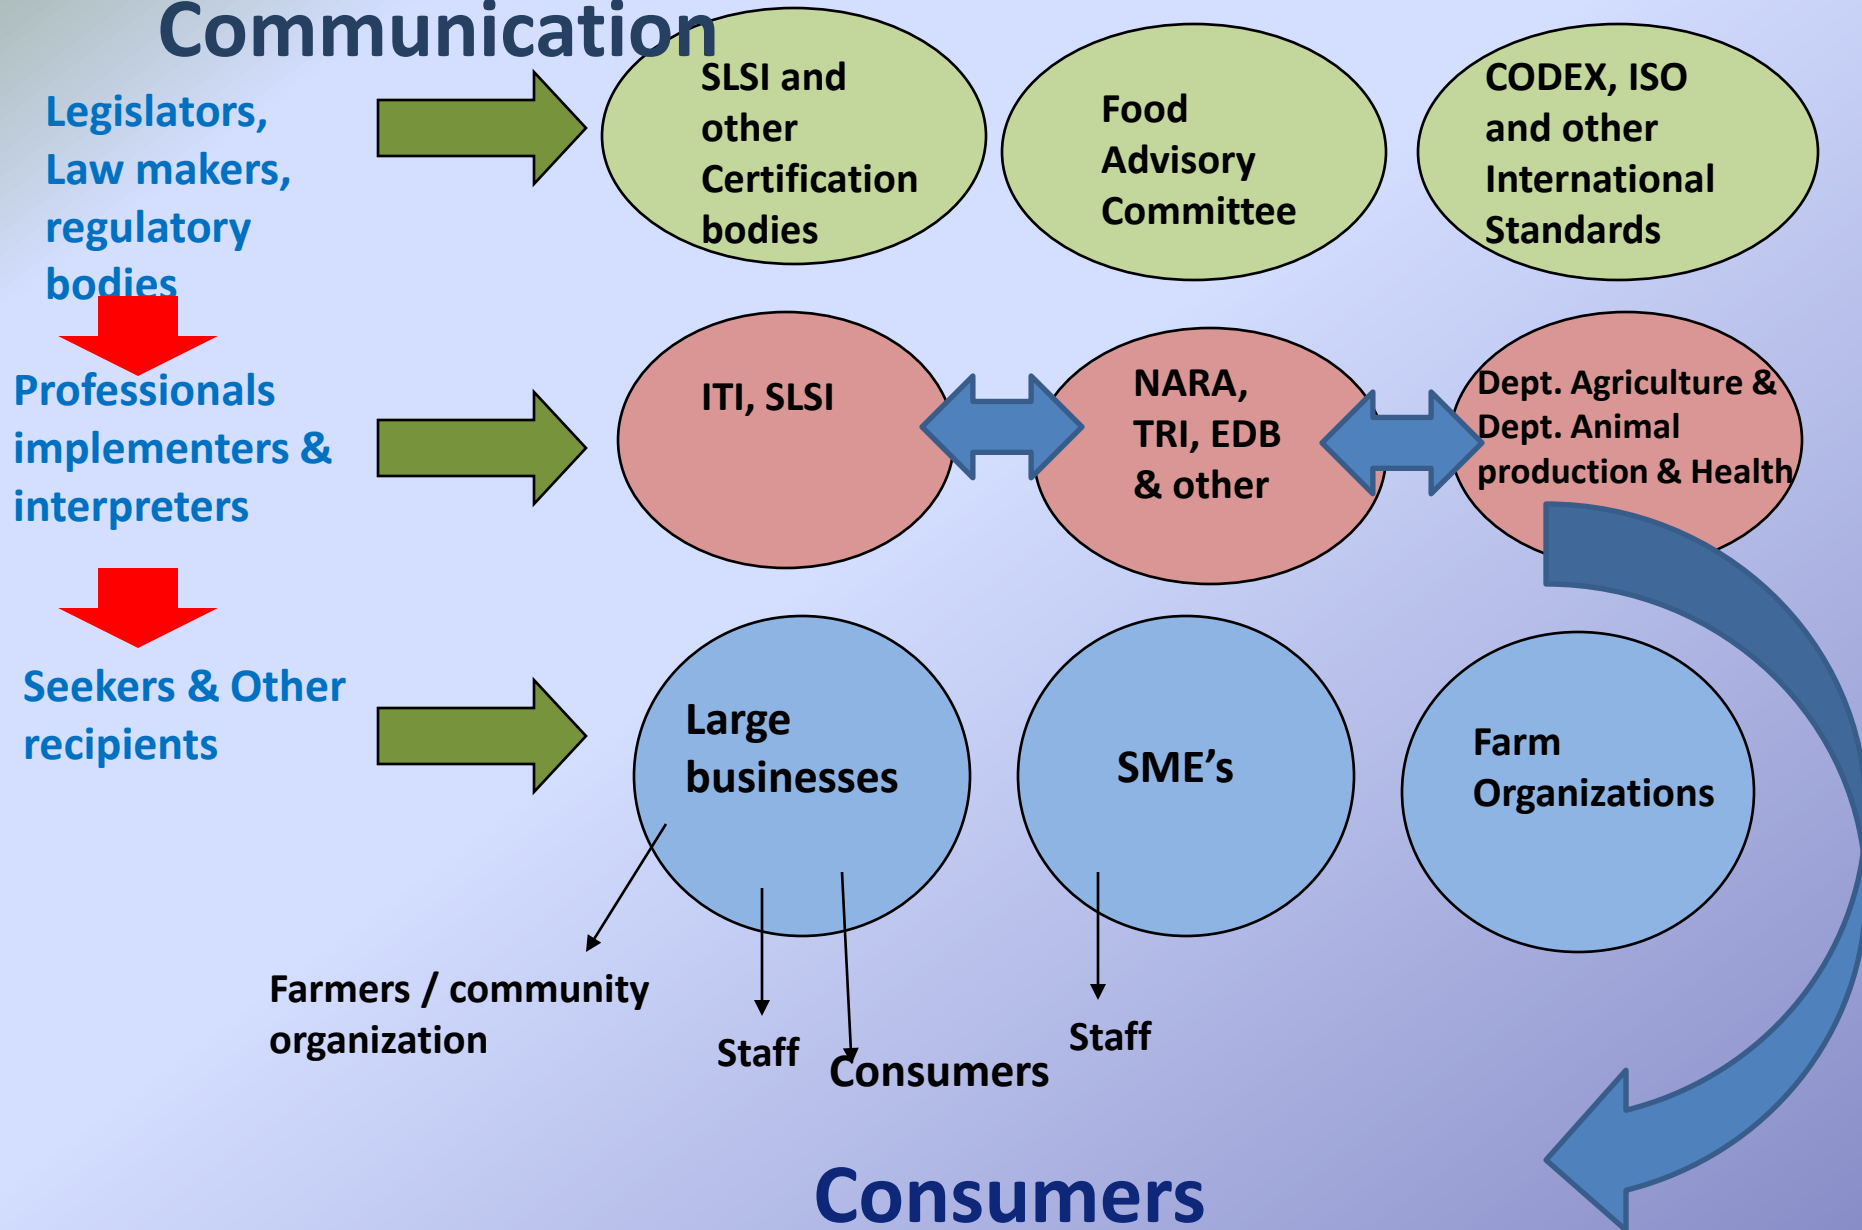 Communication
Legislators,
Law makers,
regulatory
bodies
SLSI and
other
Certification
bodies
Food
Advisory
Committee
CODEX, ISO
and other
International
Standards
Professionals
implementers &
interpreters
ITI, SLSI
NARA,
TRI, EDB
& other
Dept. Agriculture &
Dept. Animal
production & Health
Seekers & Other
recipients
Large
businesses
SME’s
Farm
Organizations
Farmers / community
organization
Staff
Consumers
Staff
Consumers